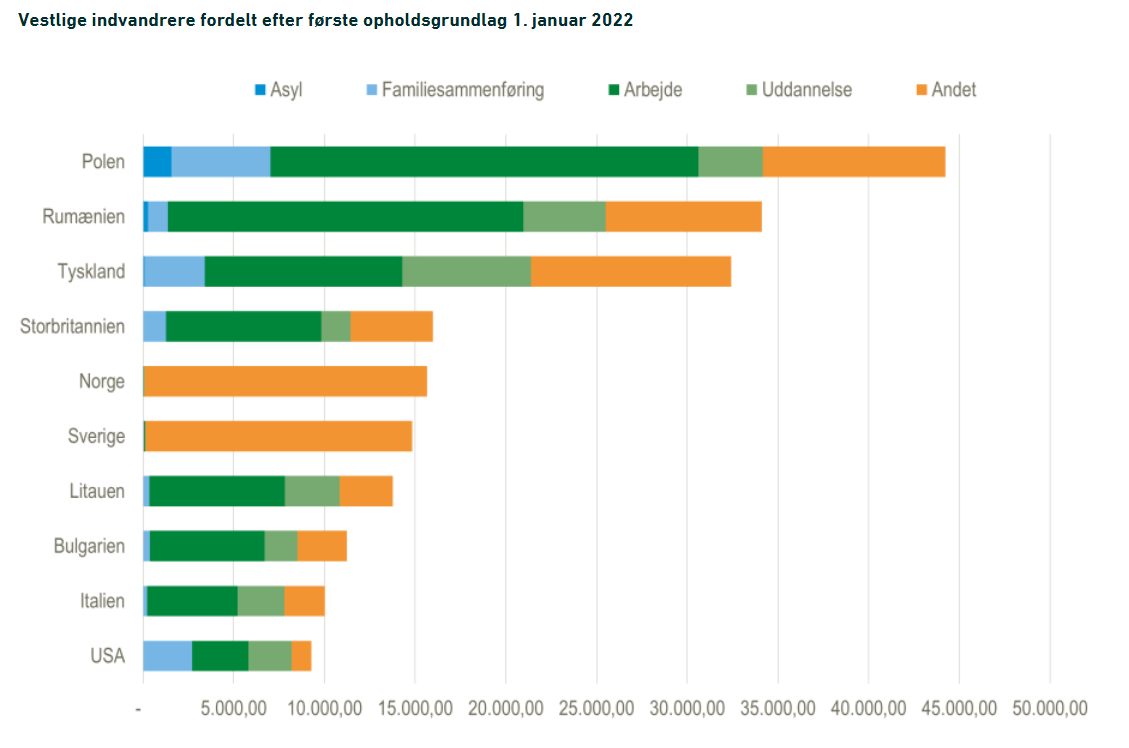 Vestlige indvandrere fordelt efter første opholdsgrundlag 1. januar 2022
Asyl Familiesammenføring Arbejde Uddannelse Andet
Polen
Rumænien
Tyskland
Storbritannien
Norge
Sverige
Litauen
Bulgarien
Italien
USA
- 5.000,00 10.000,00 15.000,00 20.000,00 25.000,00 30.000,00 35.000,00 40.000,00 45.000,00 50.000,00